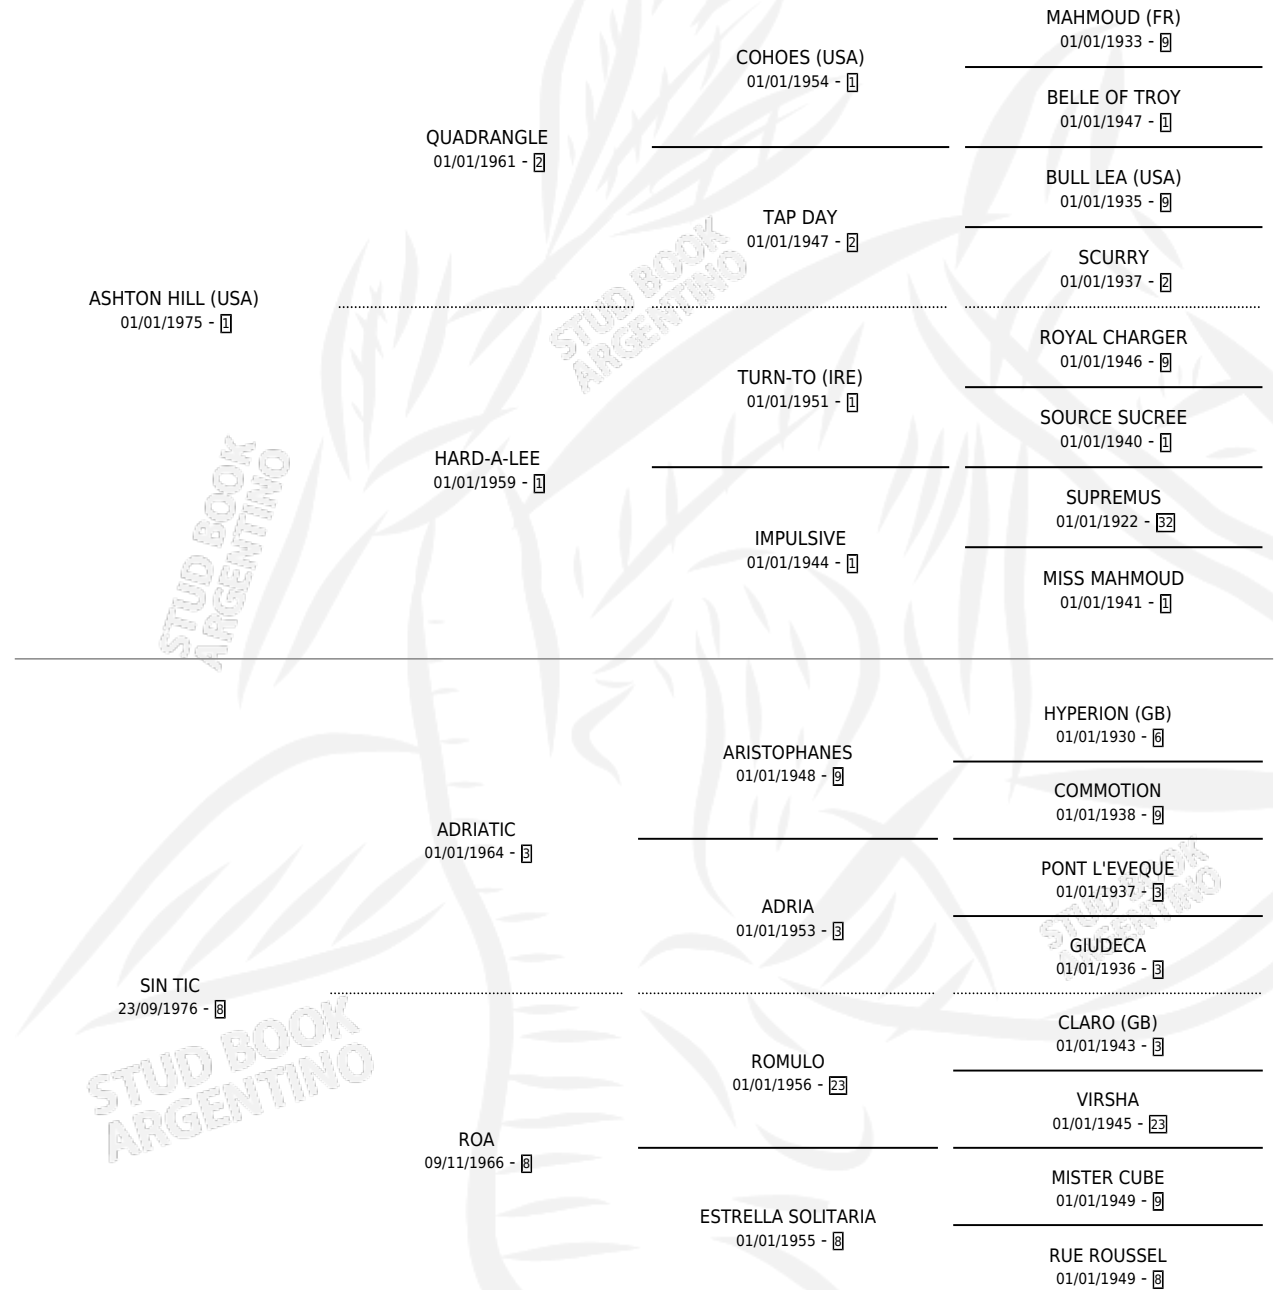 MAHMOUD (FR)
01/01/1933 - 9
COHOES (USA)
01/01/1954 - 1
BELLE OF TROY
01/01/1947 - 1
QUADRANGLE
01/01/1961 - 2
BULL LEA (USA)
01/01/1935 - 9
TAP DAY
01/01/1947 - 2
SCURRY
01/01/1937 - 2
ASHTON HILL (USA)
01/01/1975 - 1
ROYAL CHARGER
01/01/1946 - 9
TURN-TO (IRE)
01/01/1951 - 1
SOURCE SUCREE
01/01/1940 - 1
HARD-A-LEE
01/01/1959 - 1
SUPREMUS
01/01/1922 - 32
IMPULSIVE
01/01/1944 - 1
MISS MAHMOUD
01/01/1941 - 1
HYPERION (GB)
01/01/1930 - 6
ARISTOPHANES
01/01/1948 - 9
COMMOTION
01/01/1938 - 9
ADRIATIC
01/01/1964 - 3
PONT L'EVEQUE
01/01/1937 - 3
ADRIA
01/01/1953 - 3
GIUDECA
01/01/1936 - 3
SIN TIC
23/09/1976 - 8
CLARO (GB)
01/01/1943 - 3
ROMULO
01/01/1956 - 23
VIRSHA
01/01/1945 - 23
ROA
09/11/1966 - 8
MISTER CUBE
01/01/1949 - 9
ESTRELLA SOLITARIA
01/01/1955 - 8
RUE ROUSSEL
01/01/1949 - 8
STUD BOOK
ARGENTINO
STUD BOOK
ARGENTINO
STUD BOOK
ARGENTINO
STUD BOOK
ARGENTINO